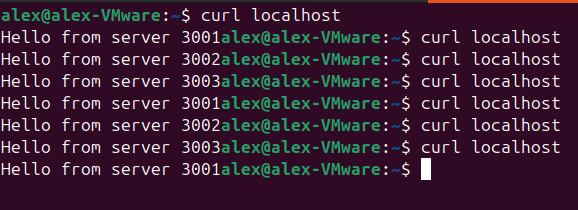 alex@alex-VMware:~$ curl localhost
Hello from server 3001alex@alex-VMware:~$ curl localhost
Hello from server 3002alex@alex-VMware:~$ curl localhost
Hello from server 3003alex@alex-VMware:~$ curl localhost
Hello from server 3001alex@alex-VMware:~$ curl localhost
Hello from server 3002alex@alex-VMware:~$ curl localhost
Hello from server 3003alex@alex-VMware:~$ curl localhost
Hello from server 3001alex@alex-VMware:~$